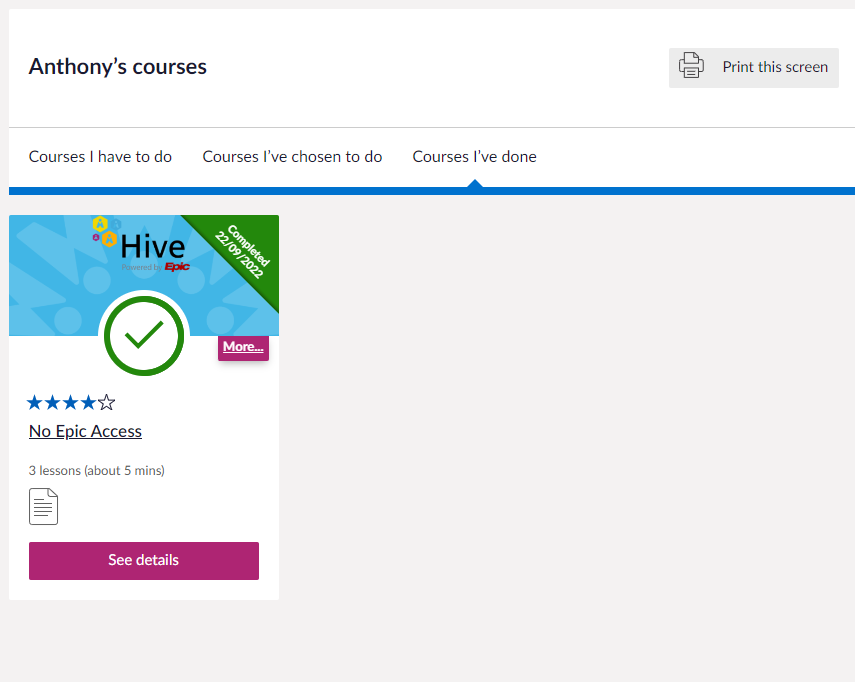 Anthony’s courses
Print this screen
Courses I have to do
Courses I’ve chosen to do
Courses I’ve done
Hive
Powered by Epic
Completed
22/09/2022
More...
No Epic Access
3 lessons (about 5 mins)
See details